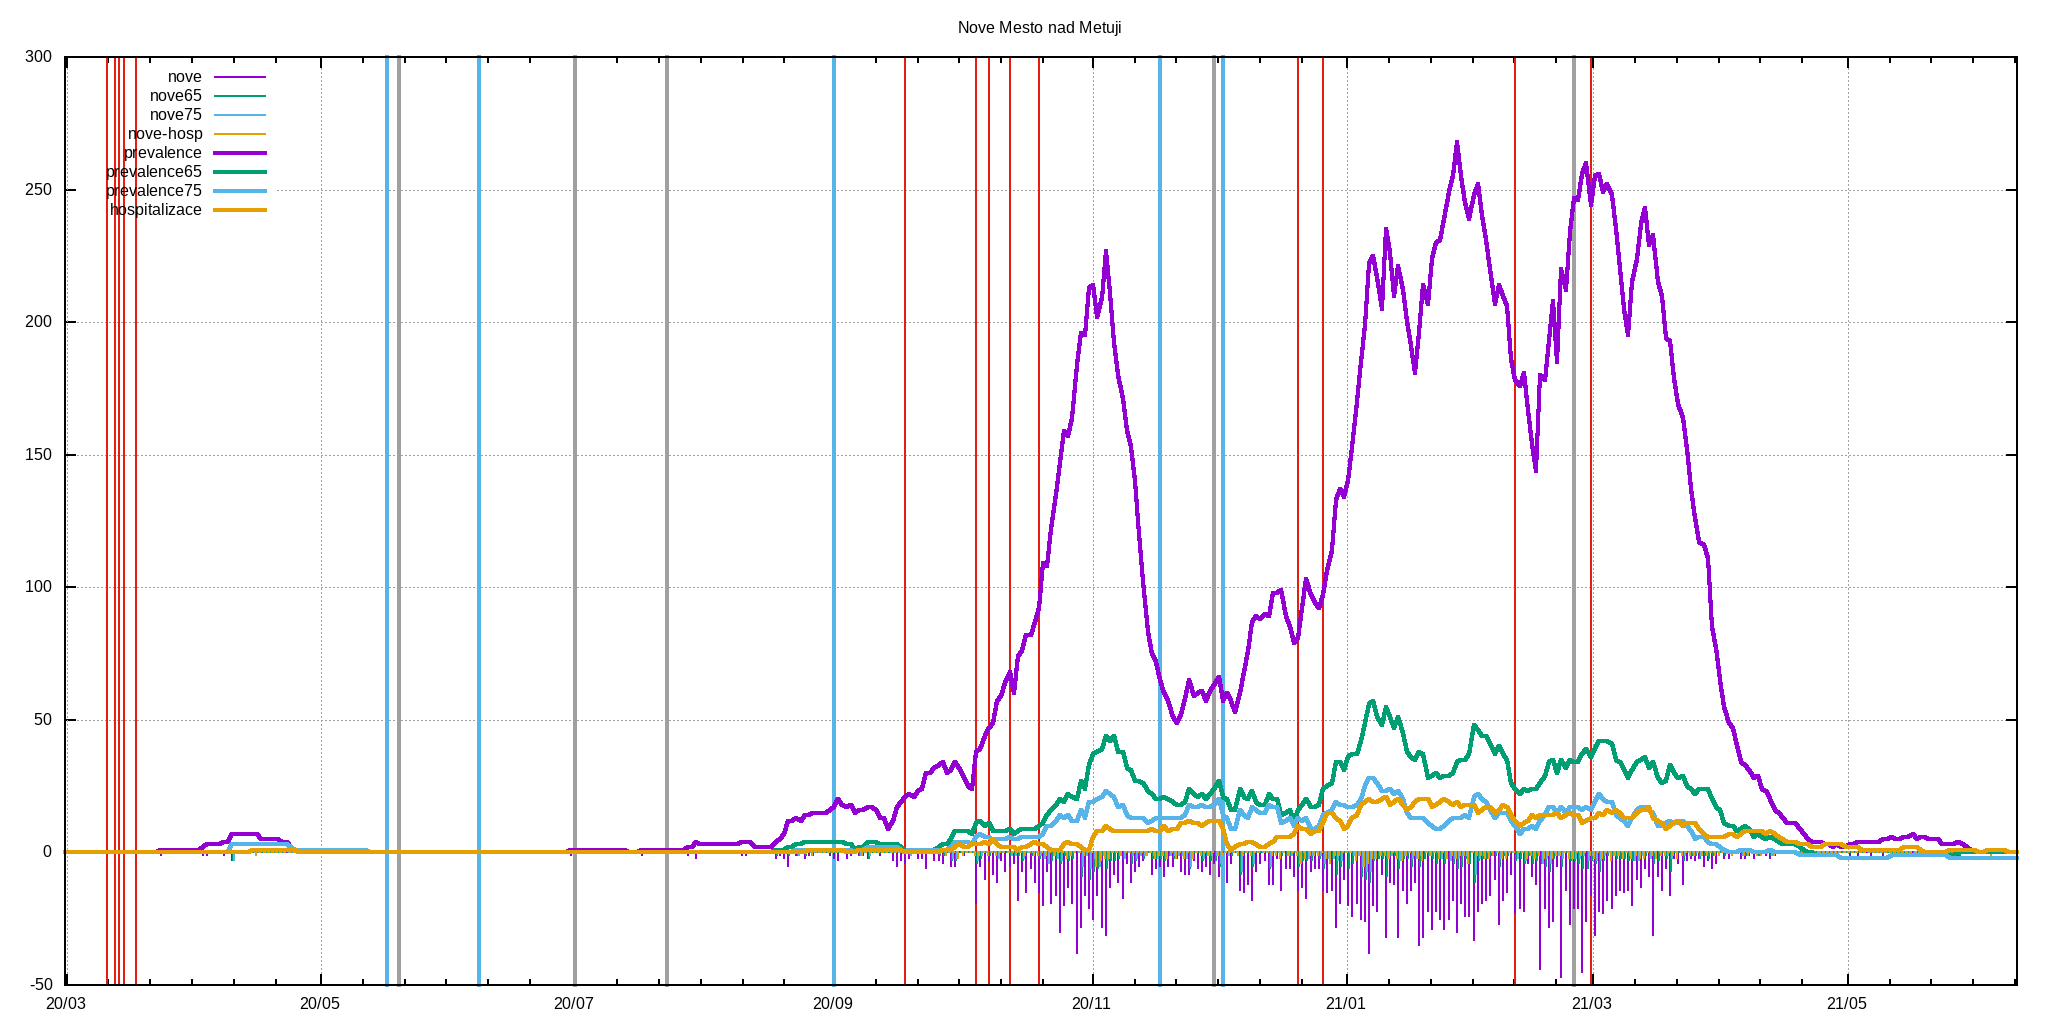 Nove Mesto nad Metuji
300
250
200
150
100
50
0
-50
nove
nove65
nove75
nove-hosp
prevalence
prevalence65
prevalence75
hospitalizace
20/03 20/05 20/07 20/09 20/11 21/01 21/03 21/05